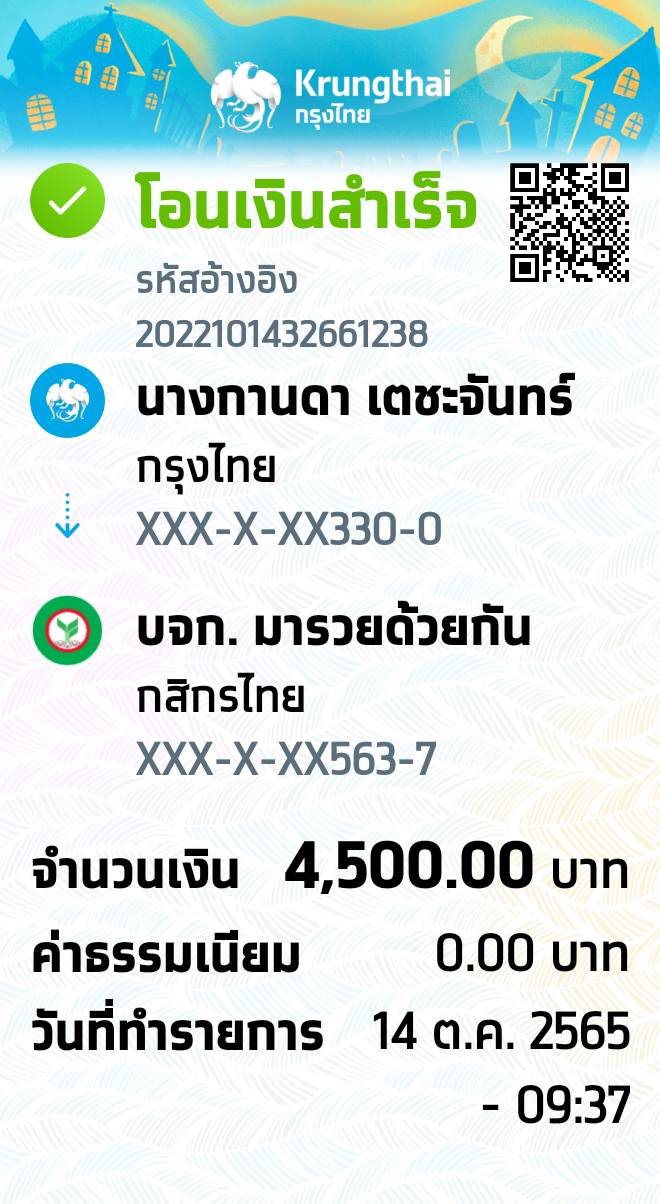 Krungthai
กรุงไทย
โอนเงินสำเร็จ
รหัสอ้างอิง
2022101432661238
นางกานดา เตชะจันทร์
กรุงไทย
XXX-X-XX330-0
บจก. มารวยด้วยกัน
กสิกรไทย
XXX-X-XX563-7
จำนวนเงิน 4,500.00 บาท
ค่าธรรมเนียม 0.00 บาท
วันที่ทำรายการ 14 ต.ค. 2565
- 09:37